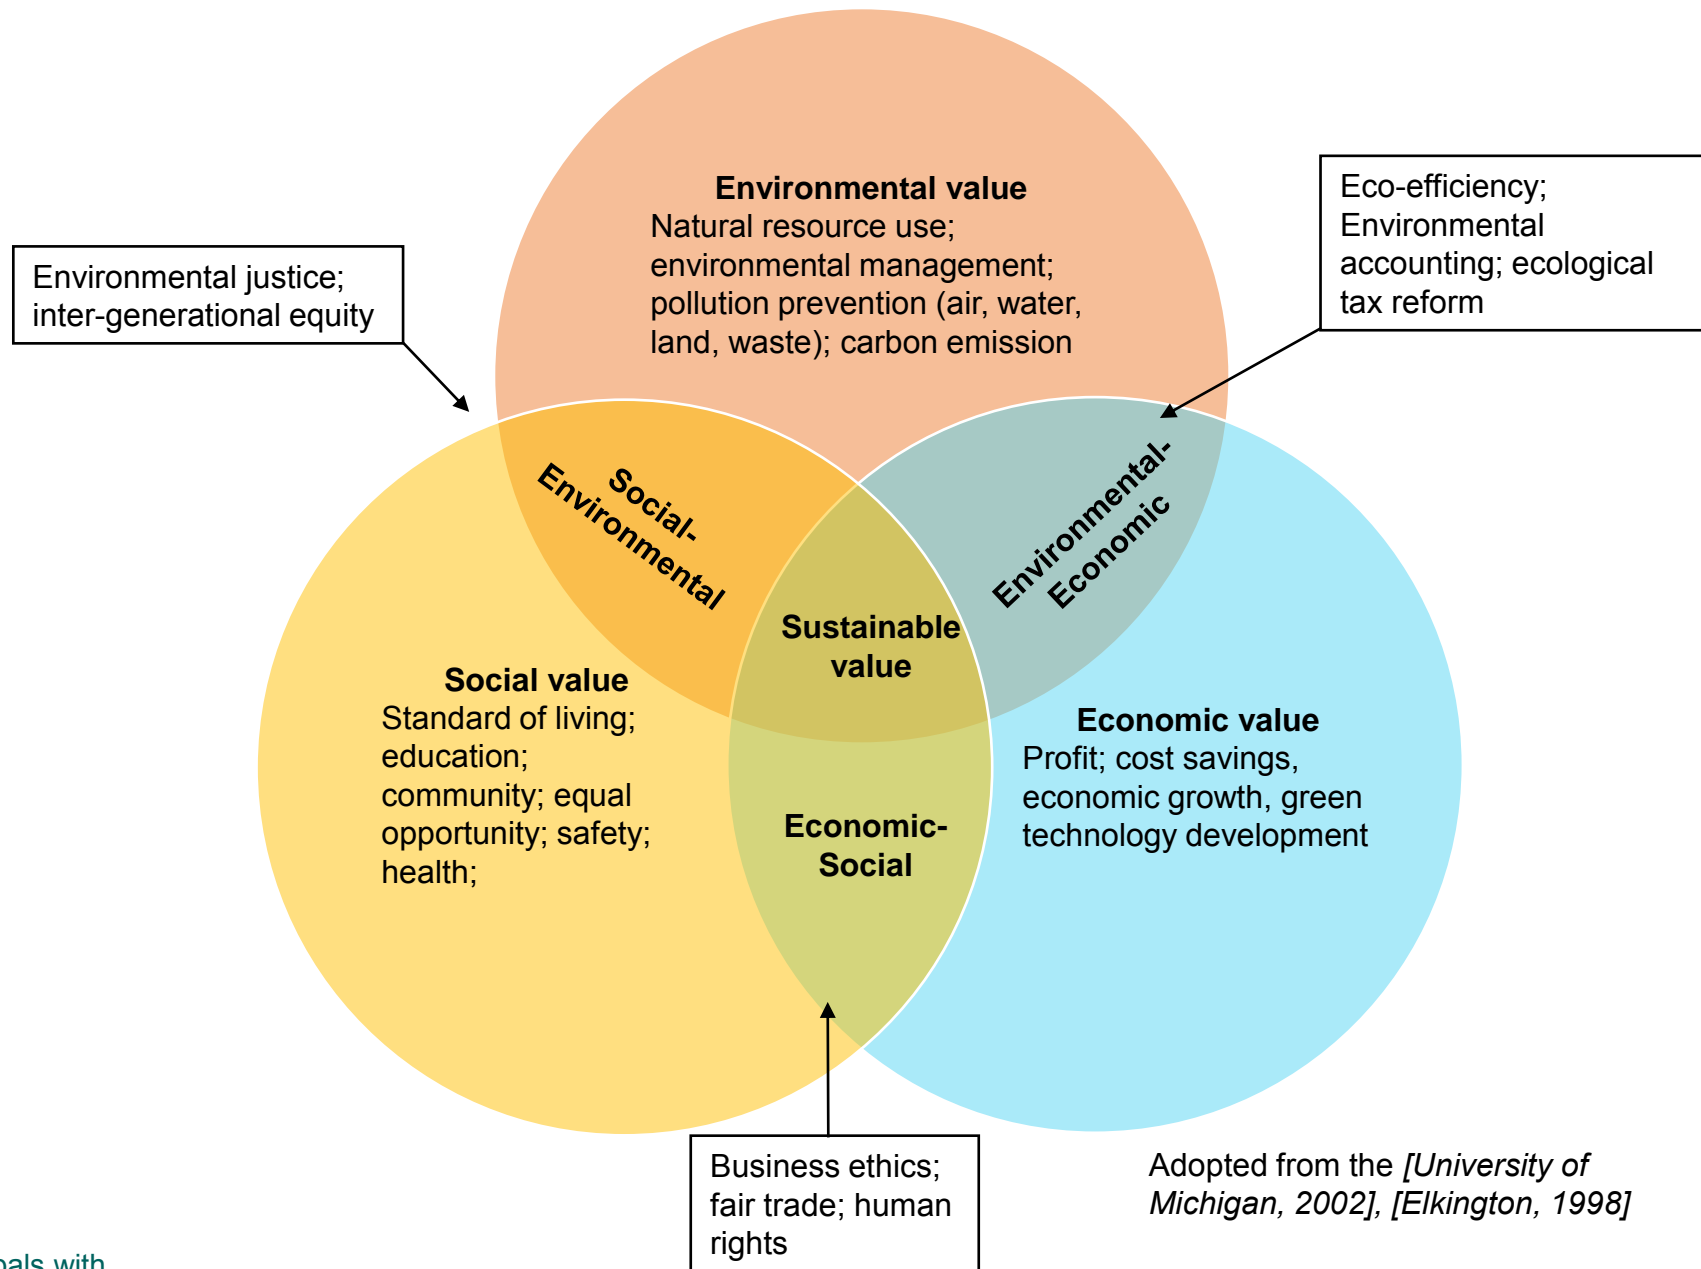 Environmental value
Natural resource use;
environmental management;
pollution prevention (air, water,
land, waste); carbon emission
Eco-efficiency;
Environmental
accounting; ecological
tax reform
Environmental justice;
inter-generational equity
Social-
Environmental
Environmental-
Economic
Sustainable
value
Social value
Standard of living;
education;
community; equal
opportunity; safety;
health;
Economic value
Profit; cost savings,
economic growth, green
technology development
Economic-
Social
Business ethics;
fair trade; human
rights
Adopted from the [University of
Michigan, 2002], [Elkington, 1998]
with